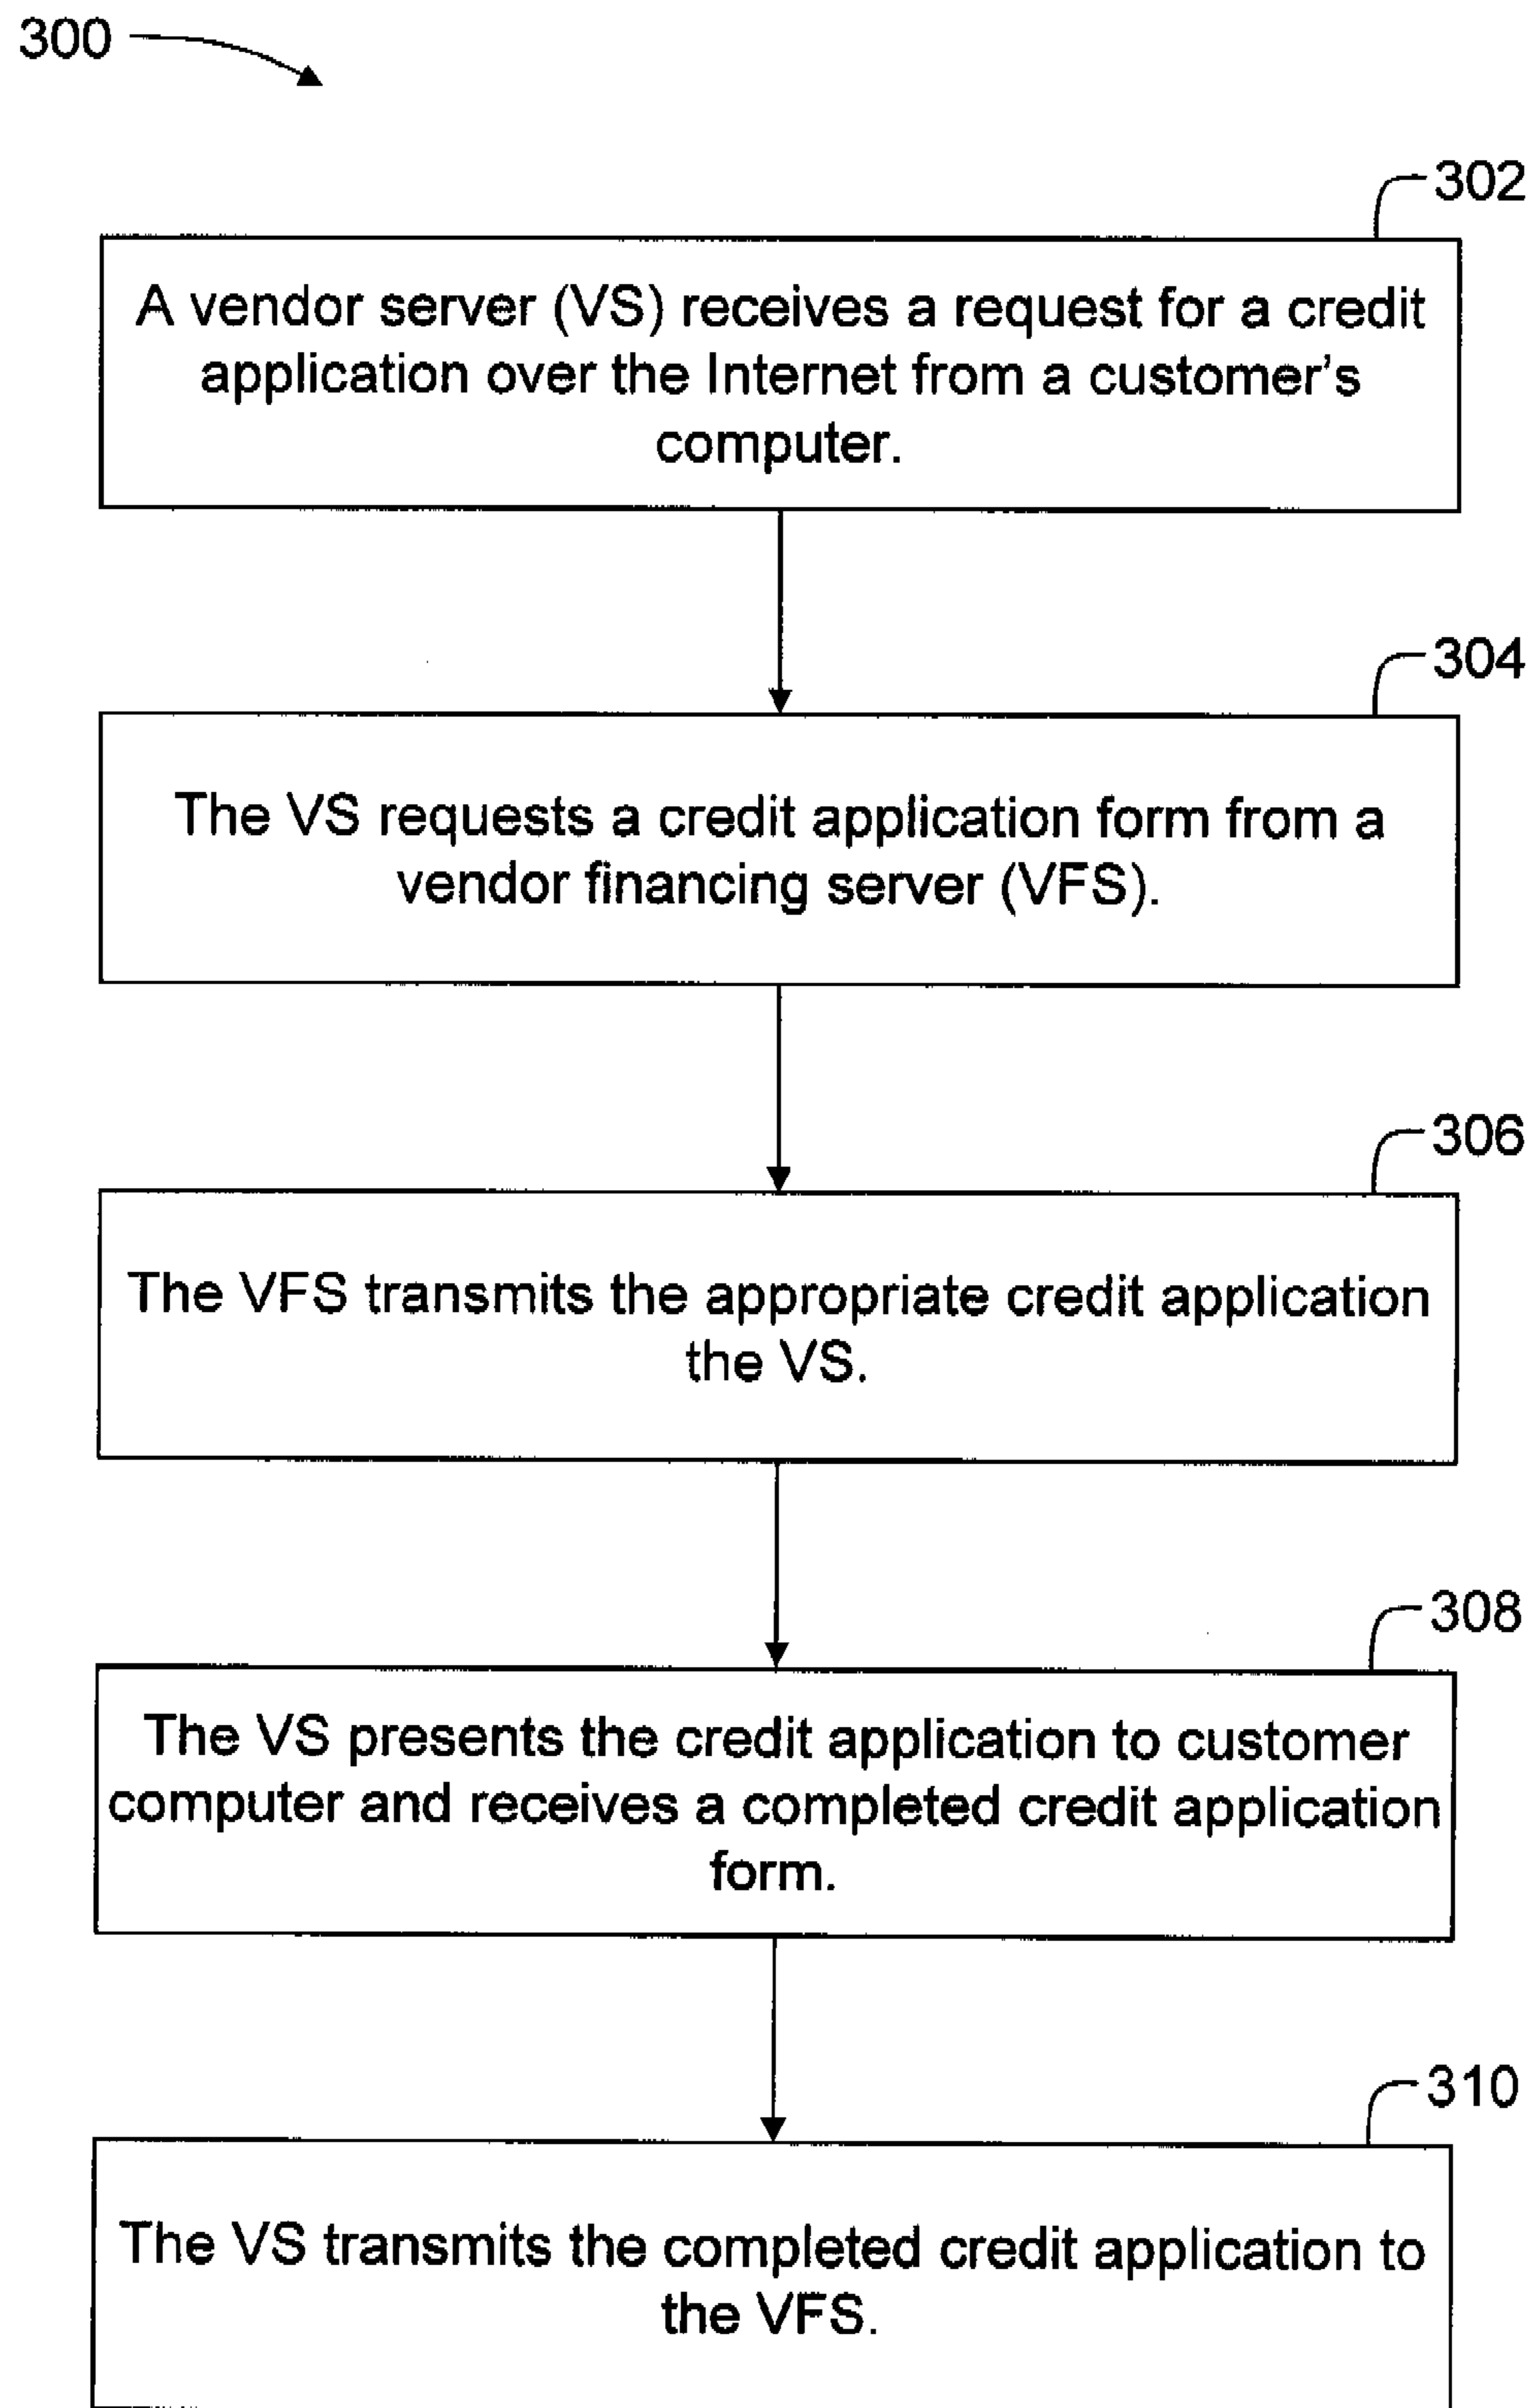 300
302
A vendor server (VS) receives a request for a credit
application over the Internet from a customer’s
computer.
304
The VS requests a credit application form from a
vendor financing server (VFS).
306
The VFS transmits the appropriate credit application
the VS.
308
The VS presents the credit application to customer
computer and receives a completed credit application
form.
310
The VS transmits the completed credit application to
the VFS.